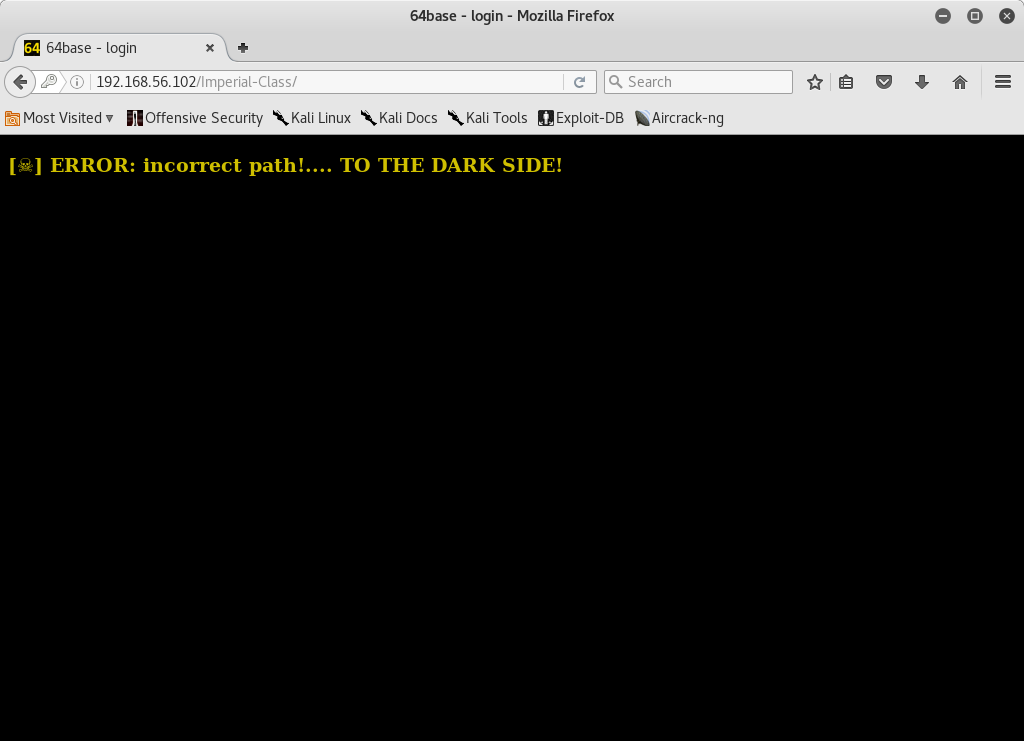 64base - login - Mozilla Firefox
64 64base - login
192.168.56.102/Imperial-Class/
Search
Most Visited
Offensive Security
Kali Linux
Kali Docs
Kali Tools
Exploit-DB
Aircrack-ng
[☠] ERROR: incorrect path!.... TO THE DARK SIDE!